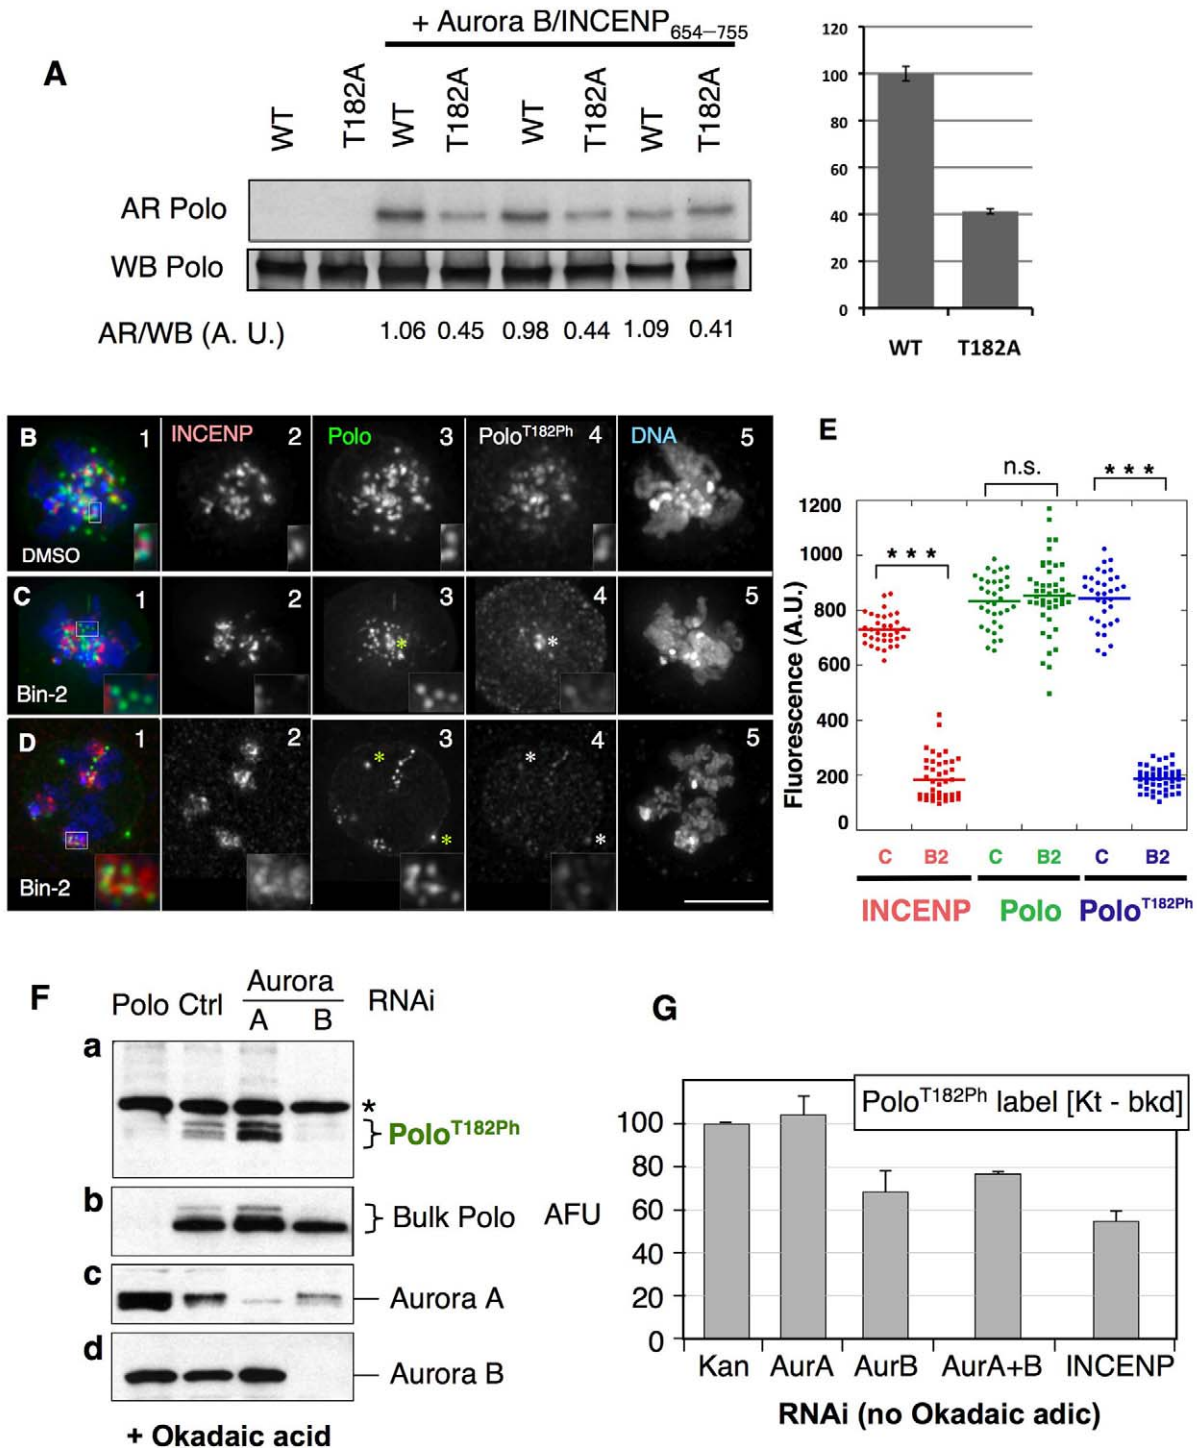 + Aurora B/INCENP654–755
A
WT T182A WT T182A WT T182A WT T182A
AR Polo
WB Polo
AR/WB (A. U.) 1.06 0.45 0.98 0.44 1.09 0.41
120
100
80
60
40
20
0
WT T182A
B 1 INCENP 2 Polo 3 PoloT182Ph 4 DNA 5
DMSO
C 1 2 3 4 5
* *
Bin-2
D 1 2 3 4 5
* *
* *
Bin-2
E
n.s. * * *
* * *
1200
1000
800
600
400
200
0
Fluorescence (A.U.)
C B2 C B2 C B2
INCENP Polo PoloT182Ph
F
Aurora
Polo Ctrl A B RNAi
a
*
PoloT182Ph
b
Bulk Polo
c
Aurora A
d
Aurora B
+ Okadaic acid
G
PoloT182Ph label [Kt - bkd]
AFU
100
80
60
40
20
0
Kan AurA AurB AurA+B INCENP
RNAi (no Okadaic adic)